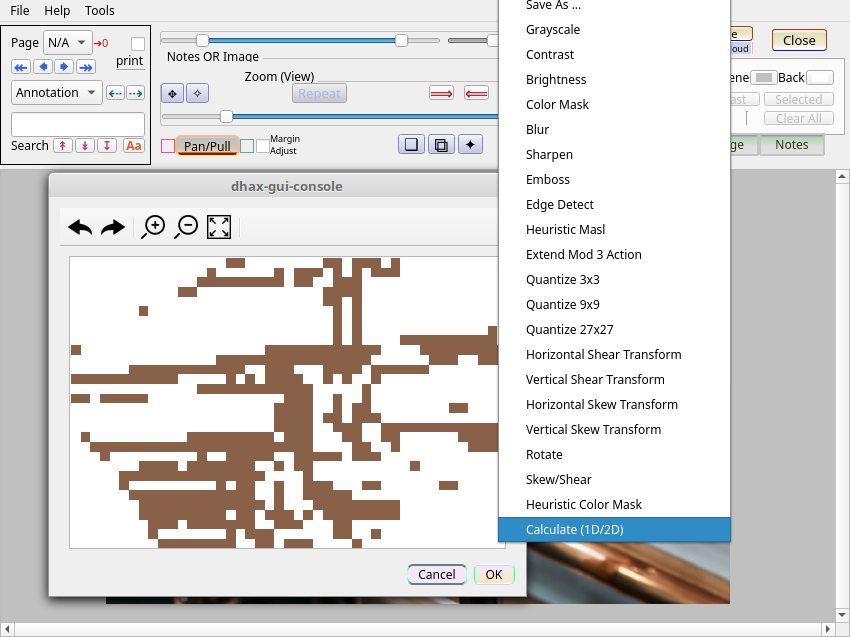 File Help Tools
Save As ...
Page N/A →0
print
Annotation
Search
Aa
Notes OR Image
Zoom (View)
Repeat
Pan/Pull
Margin
Adjust
Close
Back
Selected
Clear All
Notes
dhax-gui-console
Cancel OK
Grayscale
Contrast
Brightness
Color Mask
Blur
Sharpen
Emboss
Edge Detect
Heuristic Masl
Extend Mod 3 Action
Quantize 3x3
Quantize 9x9
Quantize 27x27
Horizontal Shear Transform
Vertical Shear Transform
Horizontal Skew Transform
Vertical Skew Transform
Rotate
Skew/Shear
Heuristic Color Mask
Calculate (1D/2D)